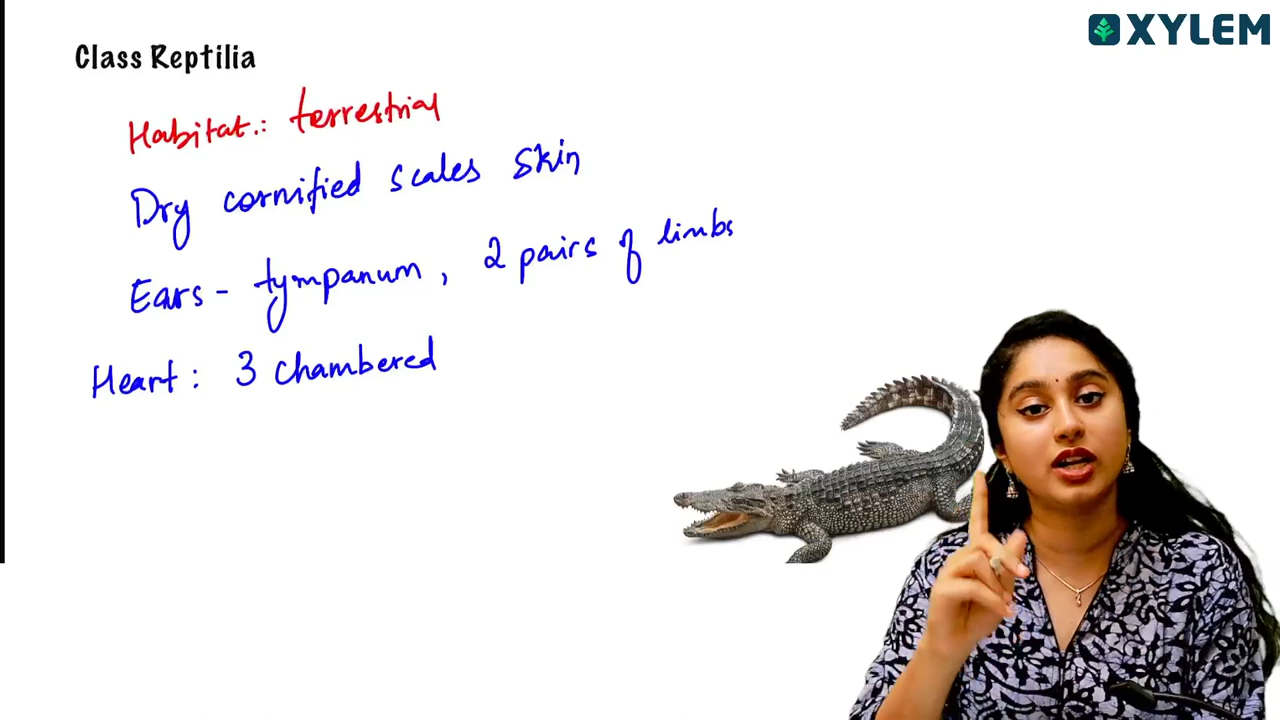 XYLEM
Class Reptilia
Habitat.: terrestrial
Dry cornified scales skin
Ears - tympanum, 2 pairs of limbs
Heart: 3 chambered